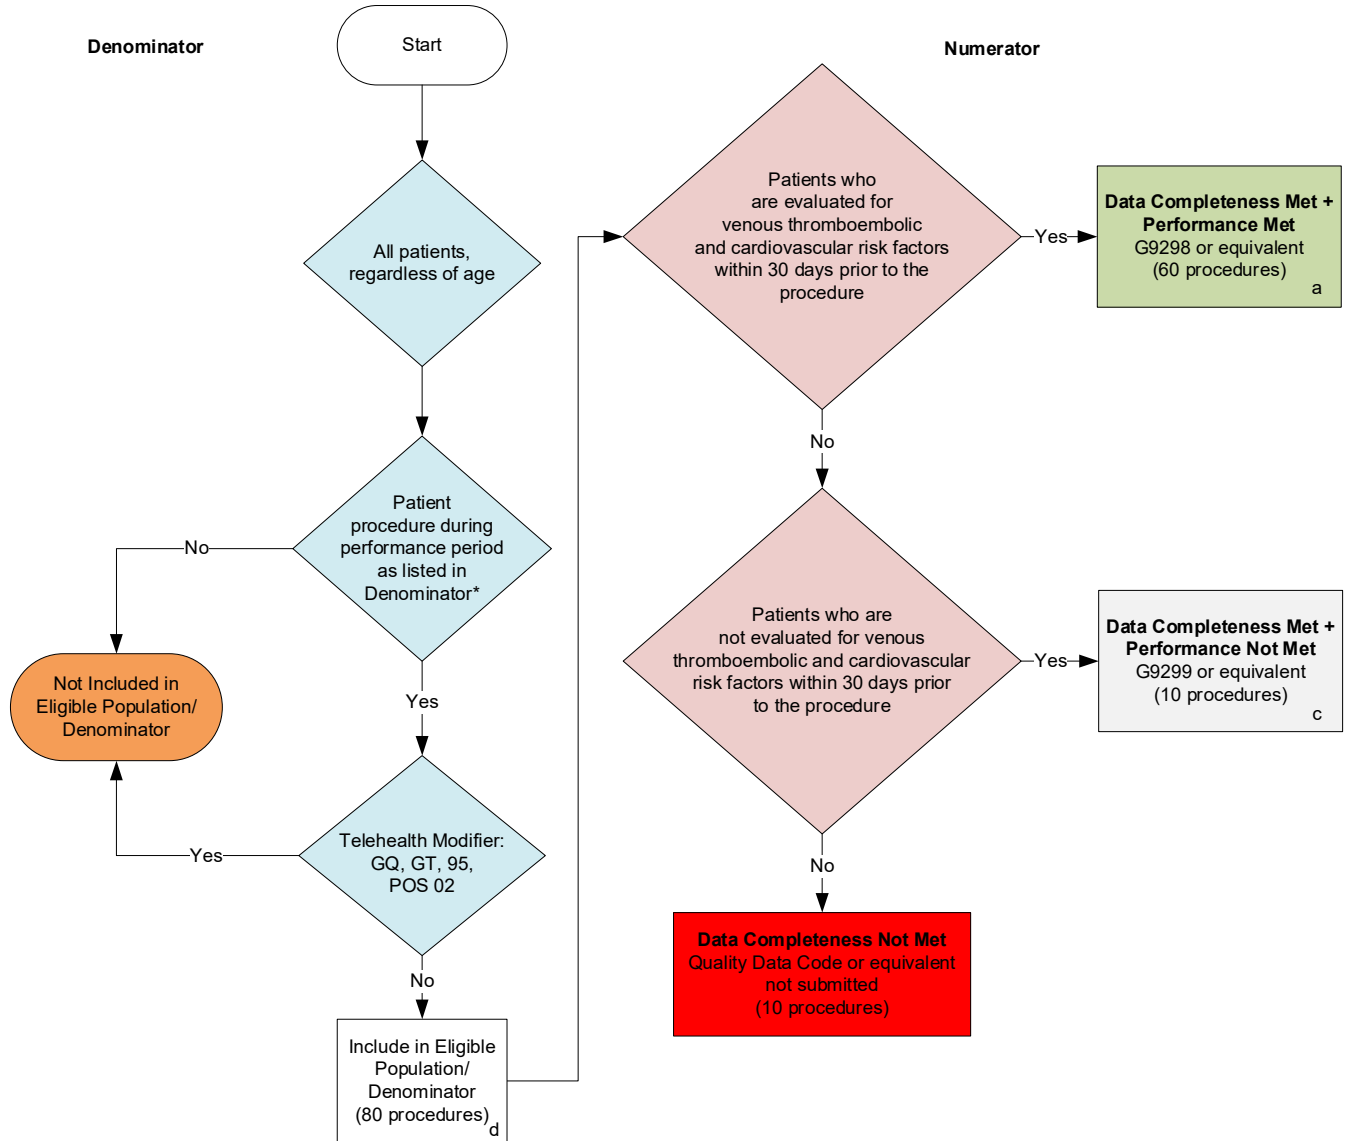 Denominator
Start
All patients,
regardless of age
Patient
procedure during
performance period
as listed in
Denominator*
No
Not Included in
Eligible Population/
Denominator
Yes
Telehealth Modifier:
GQ, GT, 95,
POS 02
Yes
No
Include in Eligible
Population/
Denominator
(80 procedures)
d
Numerator
Patients who
are evaluated for
venous thromboembolic
and cardiovascular risk factors
within 30 days prior to the
procedure
Yes
Data Completeness Met +
Performance Met
G9298 or equivalent
(60 procedures)
a
No
Patients who are
not evaluated for venous
thromboembolic and cardiovascular
risk factors within 30 days prior
to the procedure
Yes
Data Completeness Met +
Performance Not Met
G9299 or equivalent
(10 procedures)
c
No
Data Completeness Not Met
Quality Data Code or equivalent
not submitted
(10 procedures)